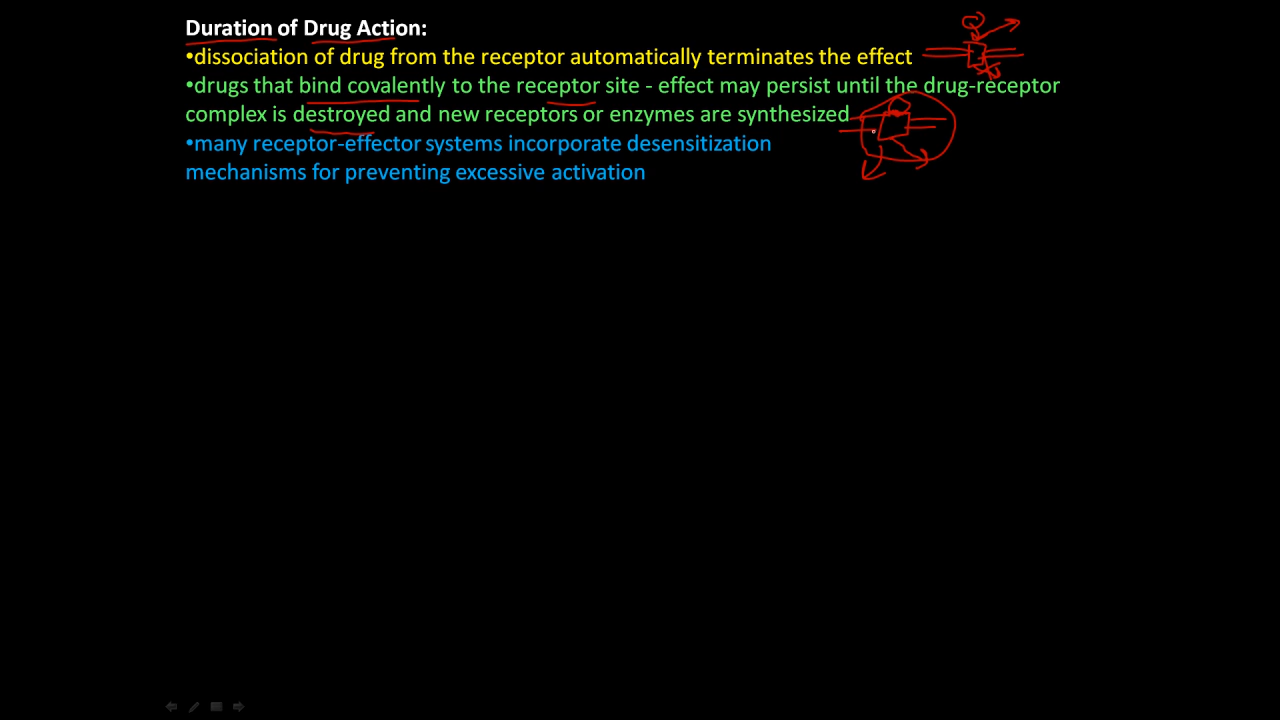 Duration of Drug Action:
•dissociation of drug from the receptor automatically terminates the effect
•drugs that bind covalently to the receptor site - effect may persist until the drug-receptor
complex is destroyed and new receptors or enzymes are synthesized
•many receptor-effector systems incorporate desensitization
mechanisms for preventing excessive activation